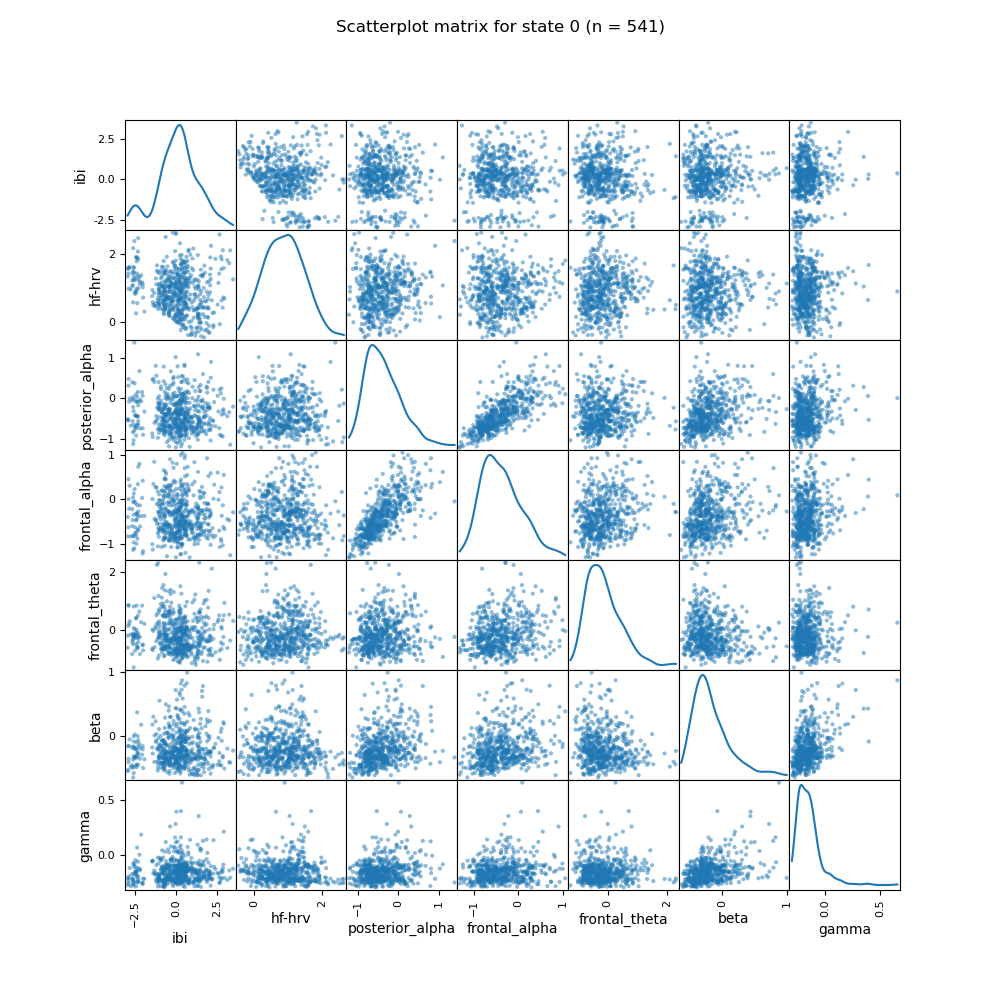 Scatterplot matrix for state 0 (n = 541)
ibi
2.5
0.0
−2.5
hf-hrv
2
0
posterior_alpha
1
0
−1
frontal_alpha
1
0
−1
frontal_theta
2
0
beta
1
0
gamma
0.5
0.0
−2.5 0.0 2.5 0 2 −1 0 1 −1 0 1 0 2 0 1 0.0 0.5
ibi hf-hrv posterior_alpha frontal_alpha frontal_theta beta gamma